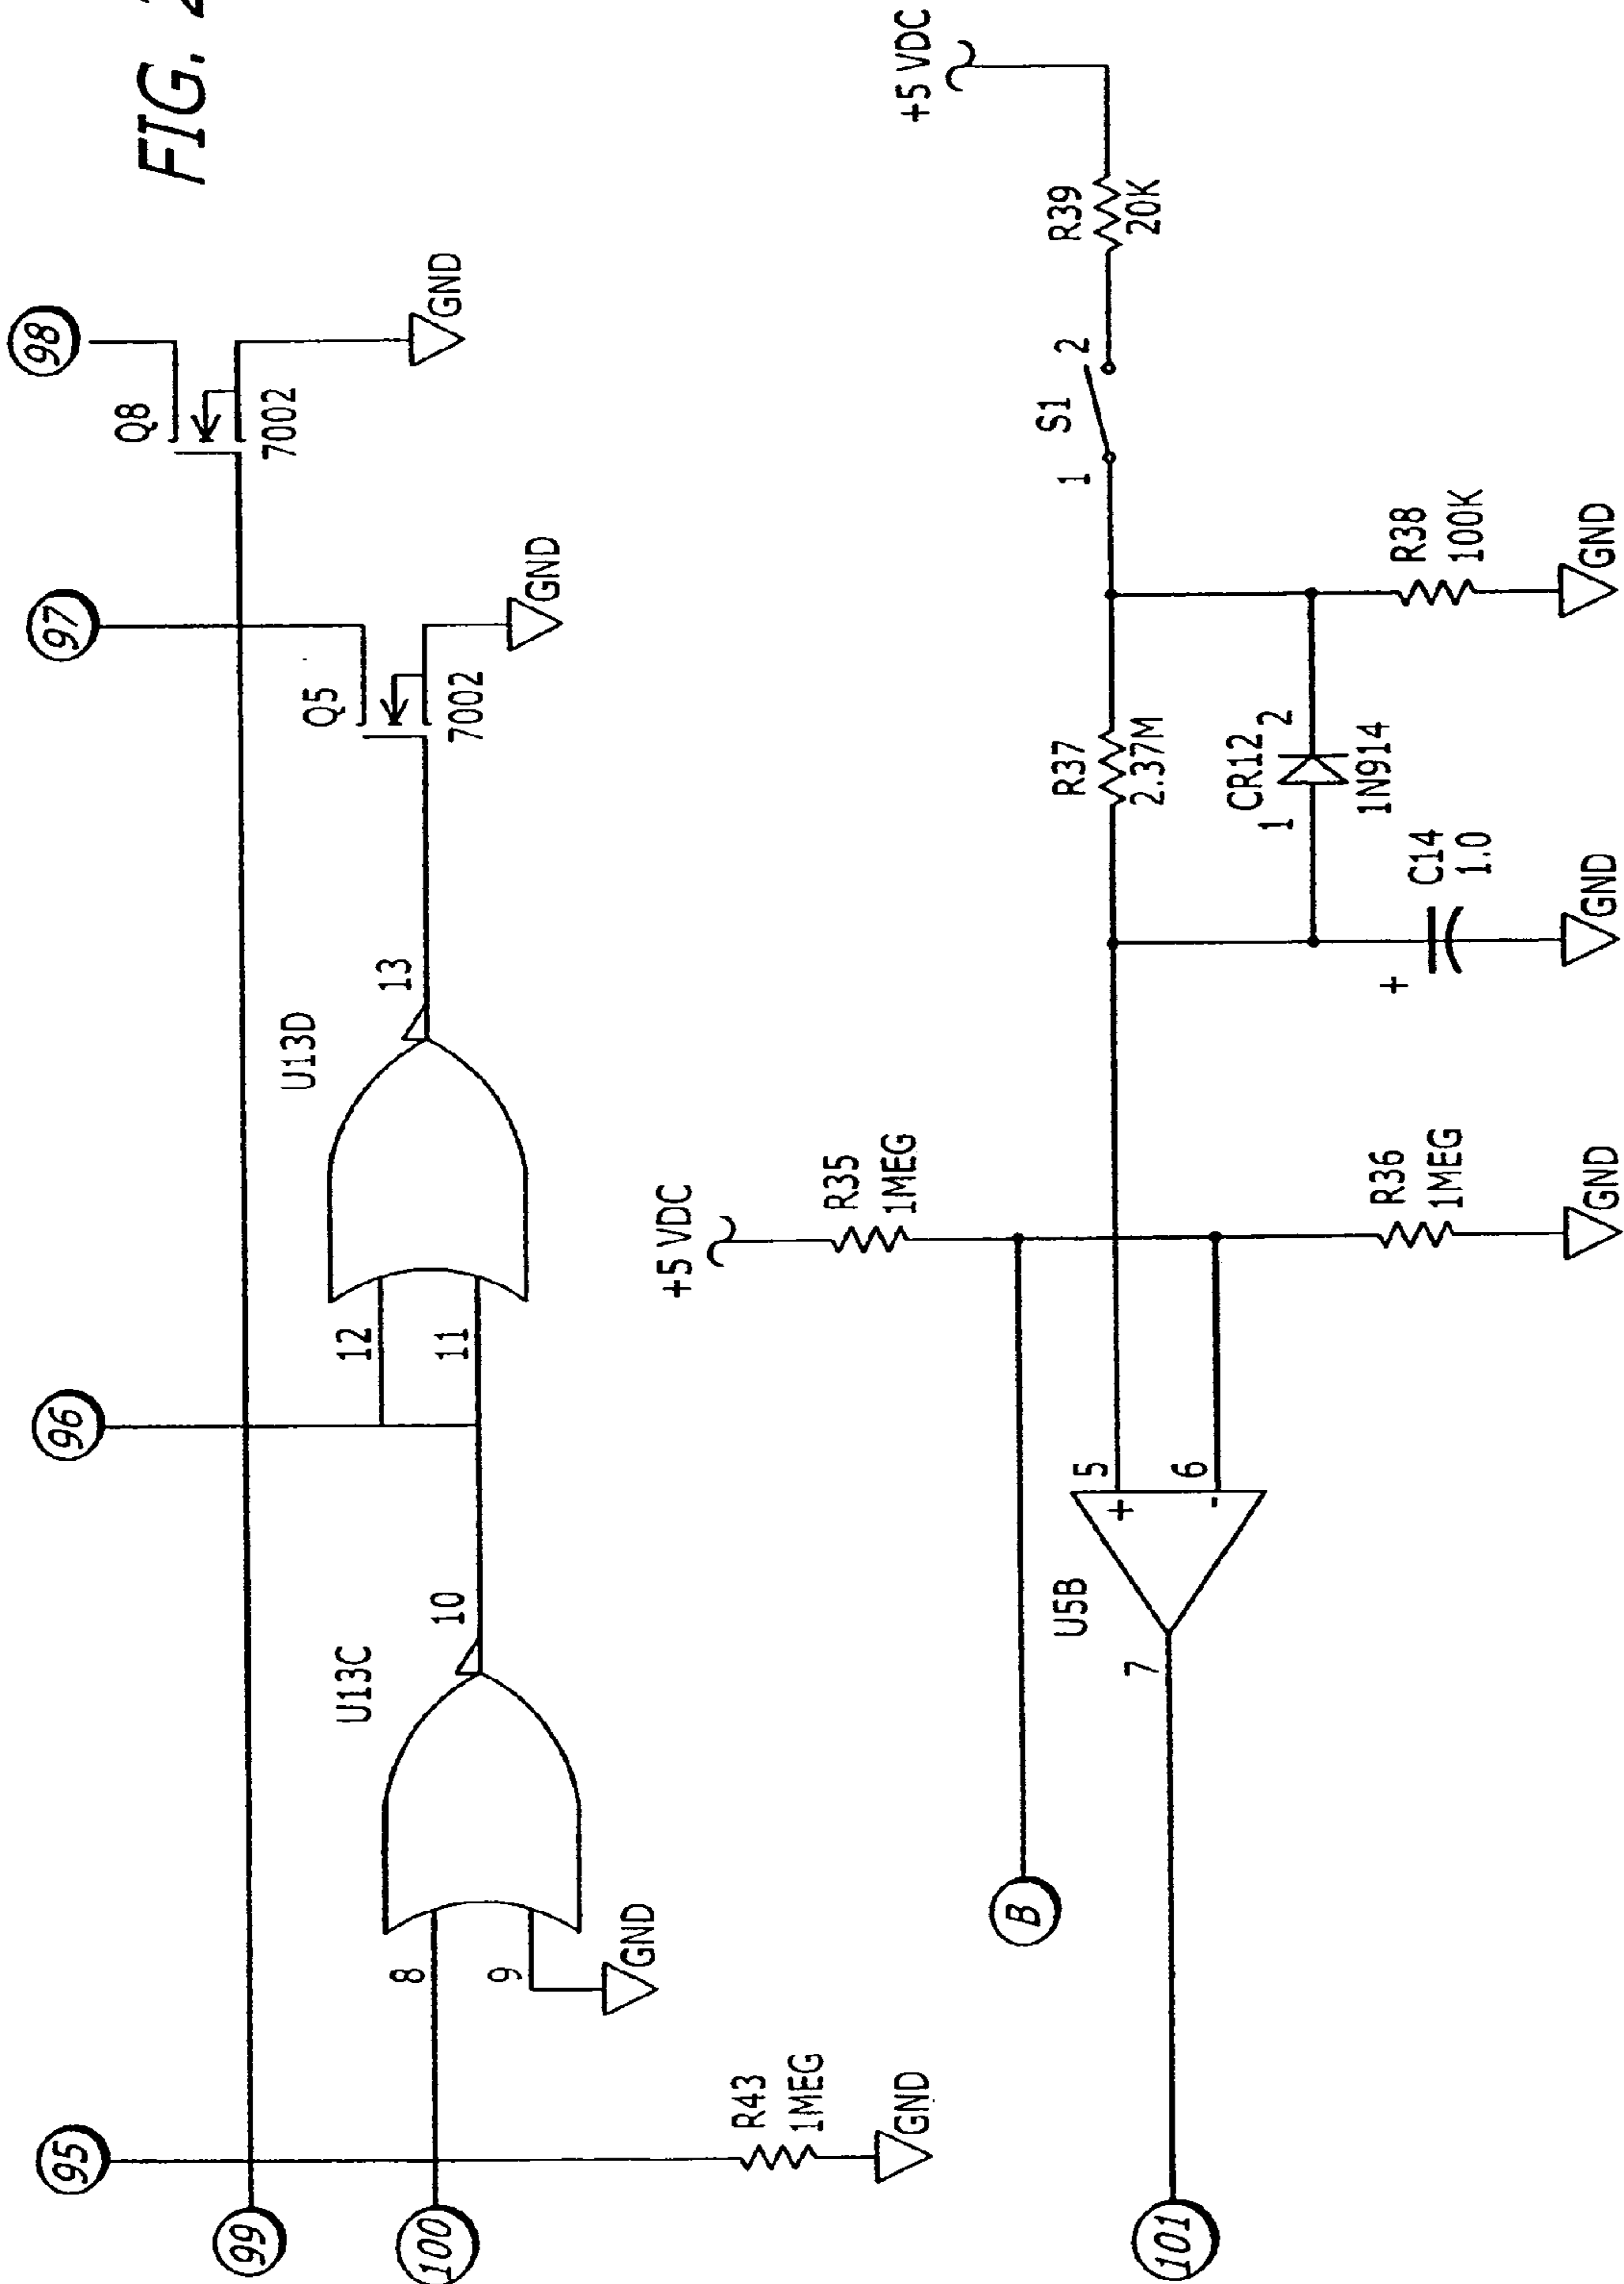 FIG. 2
98
Q8
7002
GND
97
Q5
7002
GND
96
U13D
12
11
13
U13C
8
9
10
GND
95
99
100
R43
1MEG
GND
+5 VDC
R39
20K
S1
1
2
R37
2.37M
CR12
1
2
1N914
R38
100K
GND
C14
1.0
+
GND
+5 VDC
R35
1MEG
R36
1MEG
GND
B
U5B
5
6
7
+
-
101